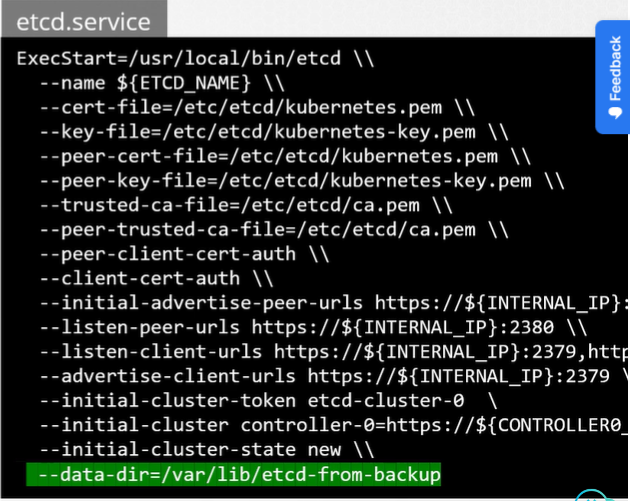 etcd.service
ExecStart=/usr/local/bin/etcd \\
--name ${ETCD_NAME} \\
--cert-file=/etc/etcd/kubernetes.pem \\
--key-file=/etc/etcd/kubernetes-key.pem \\
--peer-cert-file=/etc/etcd/kubernetes.pem \\
--peer-key-file=/etc/etcd/kubernetes-key.pem \\
--trusted-ca-file=/etc/etcd/ca.pem \\
--peer-trusted-ca-file=/etc/etcd/ca.pem \\
--peer-client-cert-auth \\
--client-cert-auth \\
--initial-advertise-peer-urls https://${INTERNAL_IP}:
--listen-peer-urls https://${INTERNAL_IP}:2380 \\
--listen-client-urls https://${INTERNAL_IP}:2379,http
--advertise-client-urls https://${INTERNAL_IP}:2379 \
--initial-cluster-token etcd-cluster-0 \
--initial-cluster controller-0=https://${CONTROLLER0_
--initial-cluster-state new \\
--data-dir=/var/lib/etcd-from-backup
Feedback